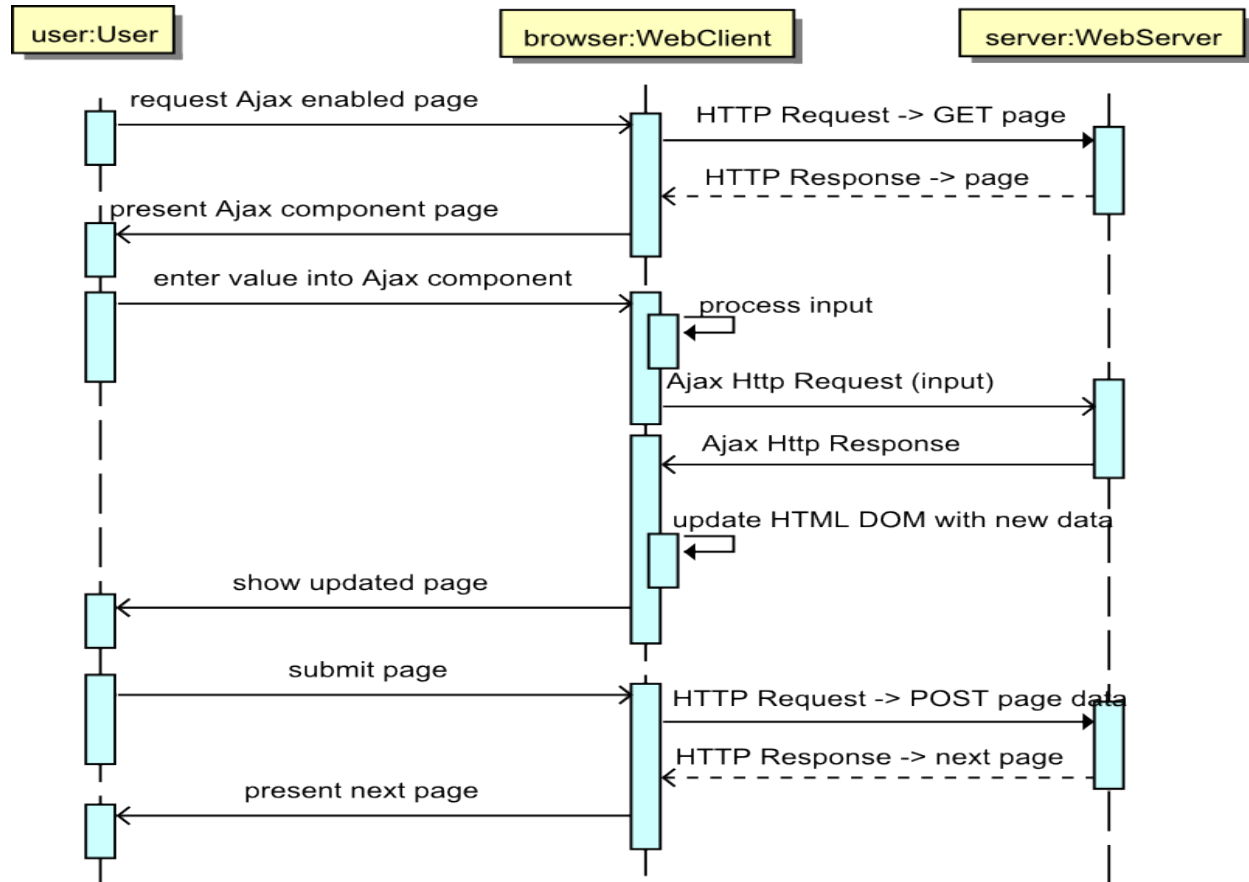 user:User
browser:WebClient
server:WebServer
request Ajax enabled page
HTTP Request -> GET page
HTTP Response -> page
present Ajax component page
enter value into Ajax component
process input
Ajax Http Request (input)
Ajax Http Response
update HTML DOM with new data
show updated page
submit page
HTTP Request -> POST page data
HTTP Response -> next page
present next page